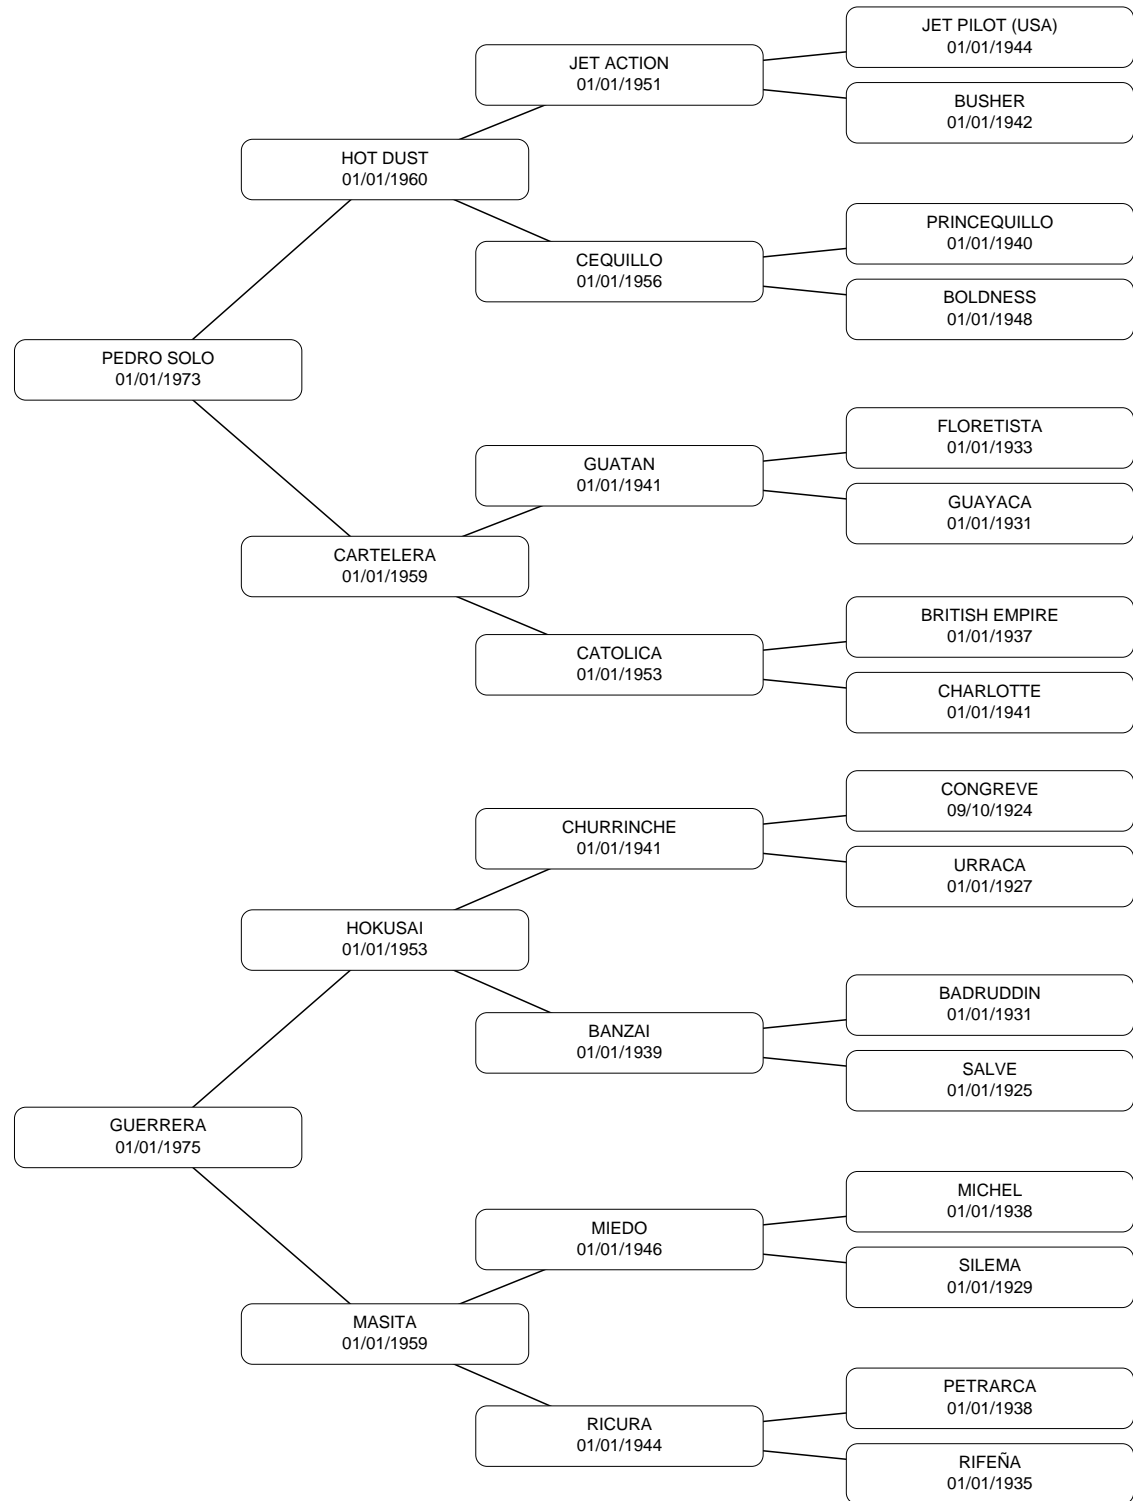 JET PILOT (USA)
01/01/1944
JET ACTION
01/01/1951
BUSHER
01/01/1942
HOT DUST
01/01/1960
PRINCEQUILLO
01/01/1940
CEQUILLO
01/01/1956
BOLDNESS
01/01/1948
PEDRO SOLO
01/01/1973
FLORETISTA
01/01/1933
GUATAN
01/01/1941
GUAYACA
01/01/1931
CARTELERA
01/01/1959
BRITISH EMPIRE
01/01/1937
CATOLICA
01/01/1953
CHARLOTTE
01/01/1941
CONGREVE
09/10/1924
CHURRINCHE
01/01/1941
URRACA
01/01/1927
HOKUSAI
01/01/1953
BADRUDDIN
01/01/1931
BANZAI
01/01/1939
SALVE
01/01/1925
GUERRERA
01/01/1975
MICHEL
01/01/1938
MIEDO
01/01/1946
SILEMA
01/01/1929
MASITA
01/01/1959
PETRARCA
01/01/1938
RICURA
01/01/1944
RIFEÑA
01/01/1935